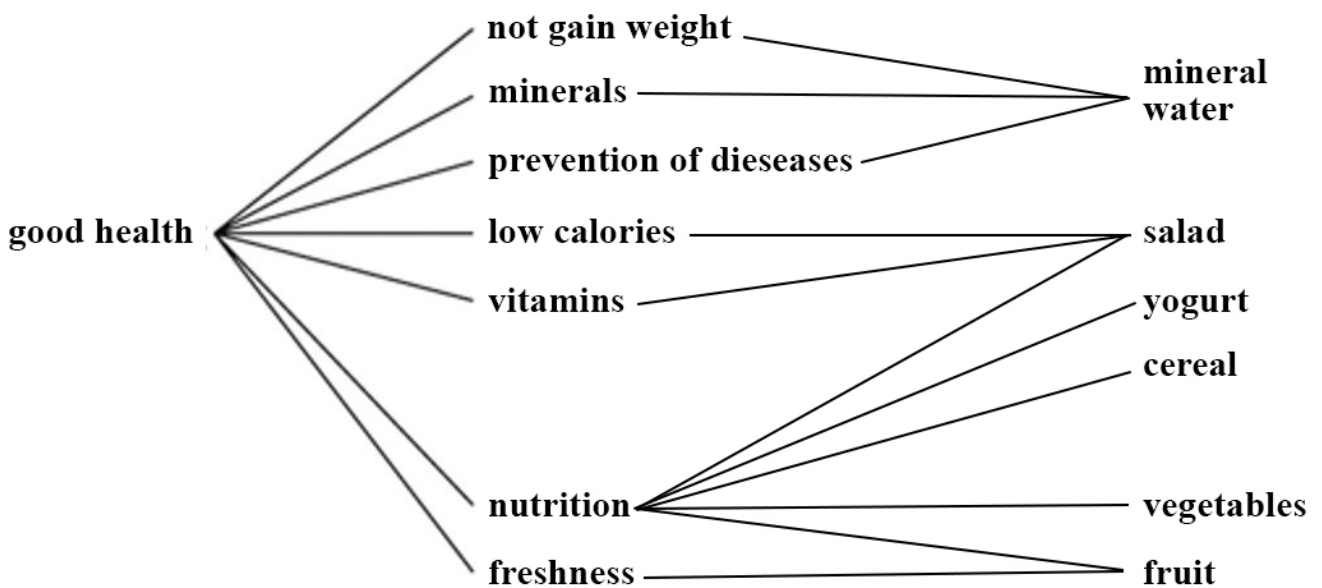 not gain weight
mineral
minerals
water
prevention of dieseases
good health
low calories
salad
vitamins
yogurt
cereal
nutrition
vegetables
freshness
fruit